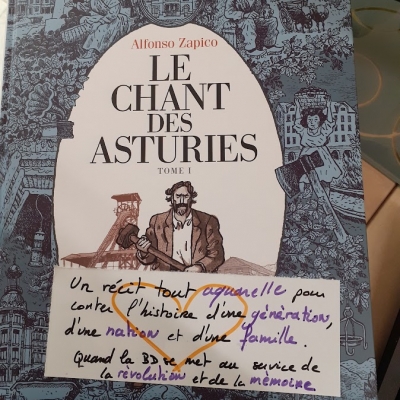 Alfonso Zapico
LE
CHANT
DES
ASTURIES
TOME I
Un récit tout aquarelle pour
conter l'histoire d'une génération,
d'une nation et d'une famille.
Quand la BD se met au service de
la révolution et de la mémoire